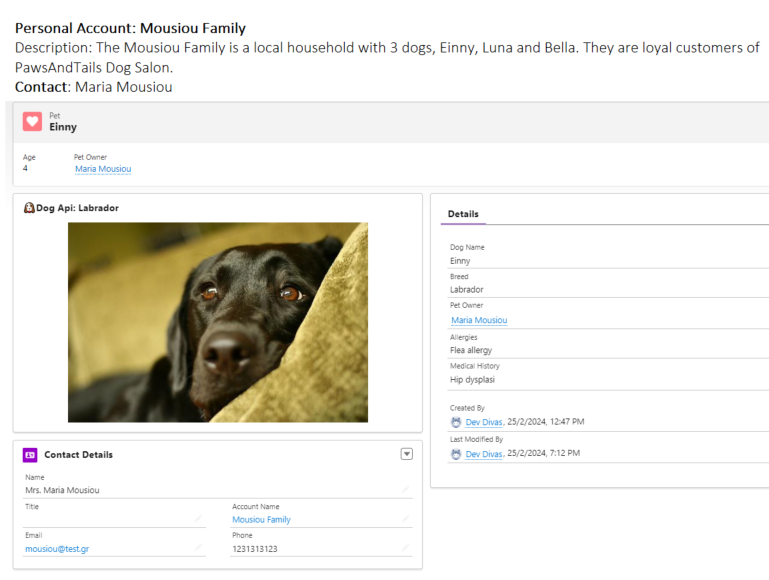 Personal Account: Mousiou Family
Description: The Mousiou Family is a local household with 3 dogs, Einny, Luna and Bella. They are loyal customers of
PawsAndTails Dog Salon.
Contact: Maria Mousiou
Pet
Einny
Age
4
Pet Owner
Maria Mousiou
Dog Api: Labrador
Contact Details
Name
Mrs. Maria Mousiou
Title
Account Name
Mousiou Family
Email
mousiou@test.gr
Phone
1231313123
Details
Dog Name
Einny
Breed
Labrador
Pet Owner
Maria Mousiou
Allergies
Flea allergy
Medical History
Hip dysplasi
Created By
Dev Divas, 25/2/2024, 12:47 PM
Last Modified By
Dev Divas, 25/2/2024, 7:12 PM